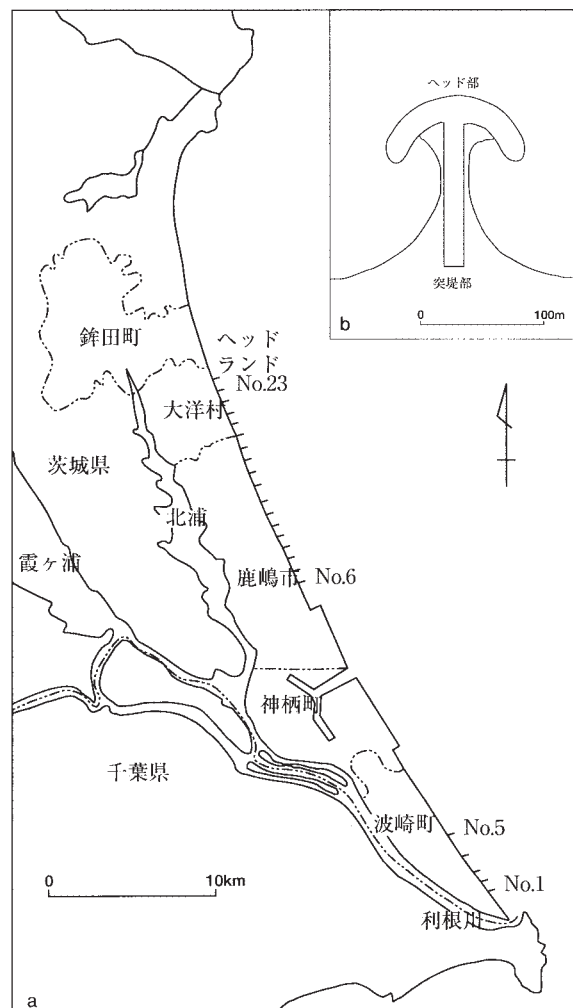 ヘッド部
突堤部
0 100m
b
鉾田町
ヘッド
ランド
No.23
大洋村
茨城県
北浦
霞ヶ浦
鹿嶋市
No.6
神栖町
千葉県
波崎町
No.5
No.1
利根川
0 10km
a